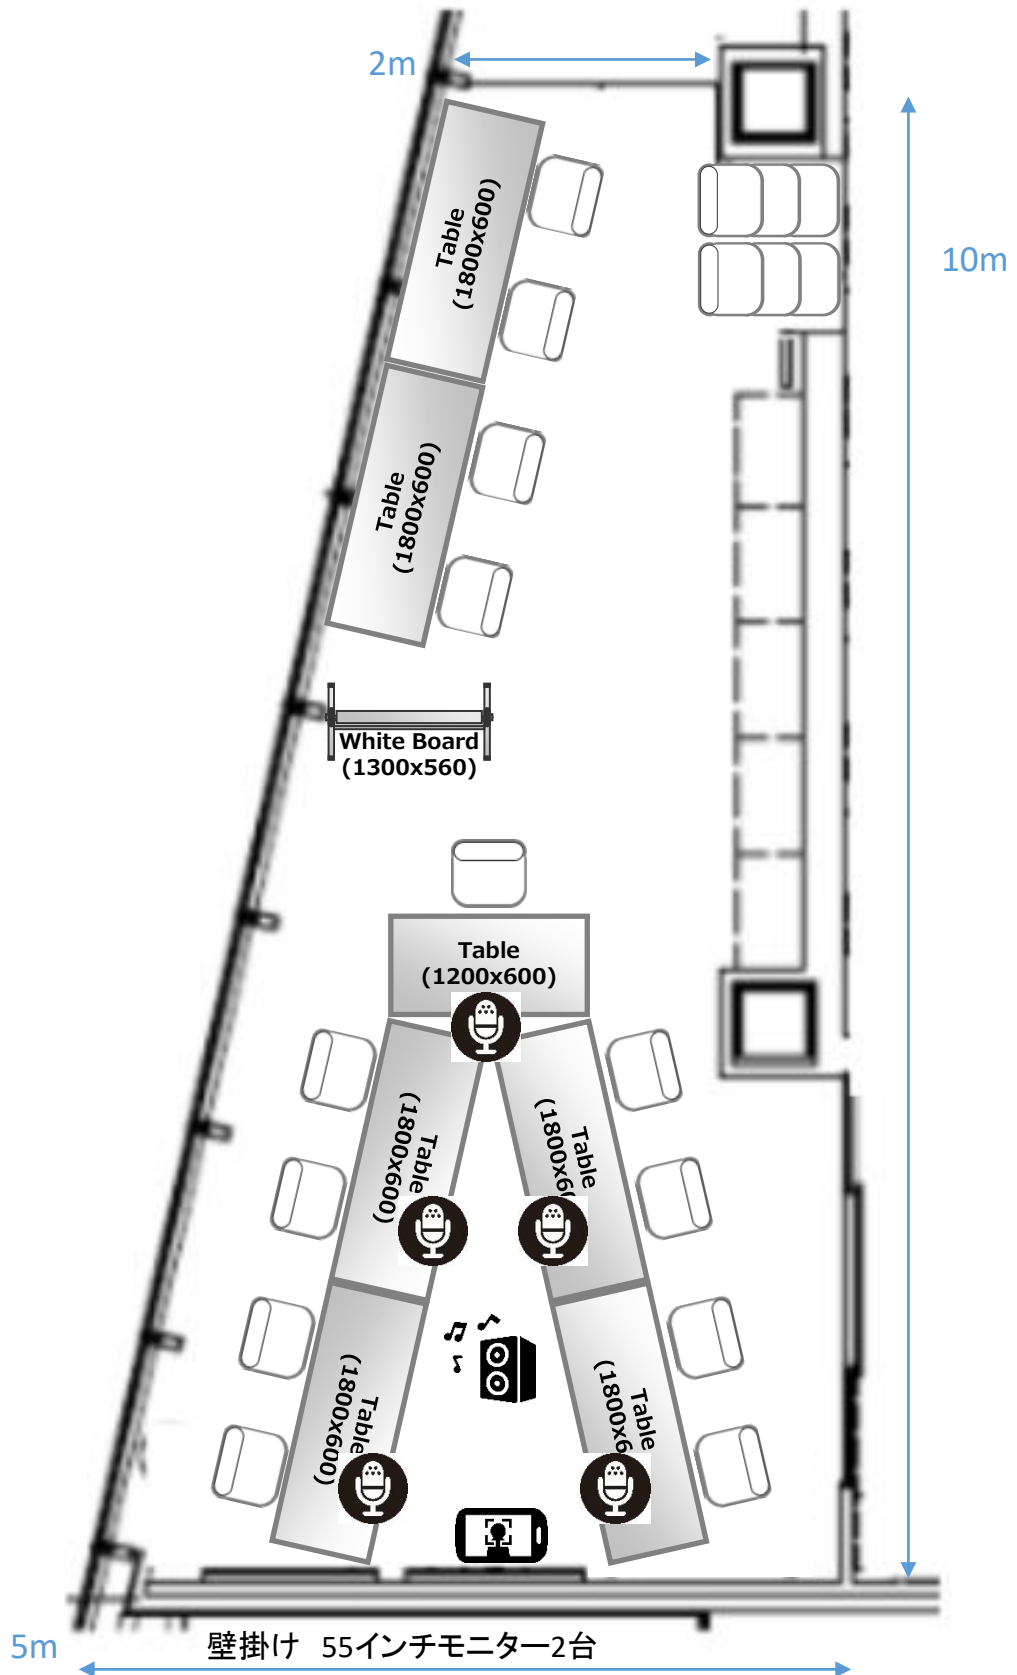 2m
10m
Table
(1800x600)
Table
(1800x600)
White Board
(1300x560)
Table
(1200x600)
Table
(1800x600)
Table
(1800x60
Table
(1800x600)
Table
(1800x6
5m
壁掛け 55インチモニター2台